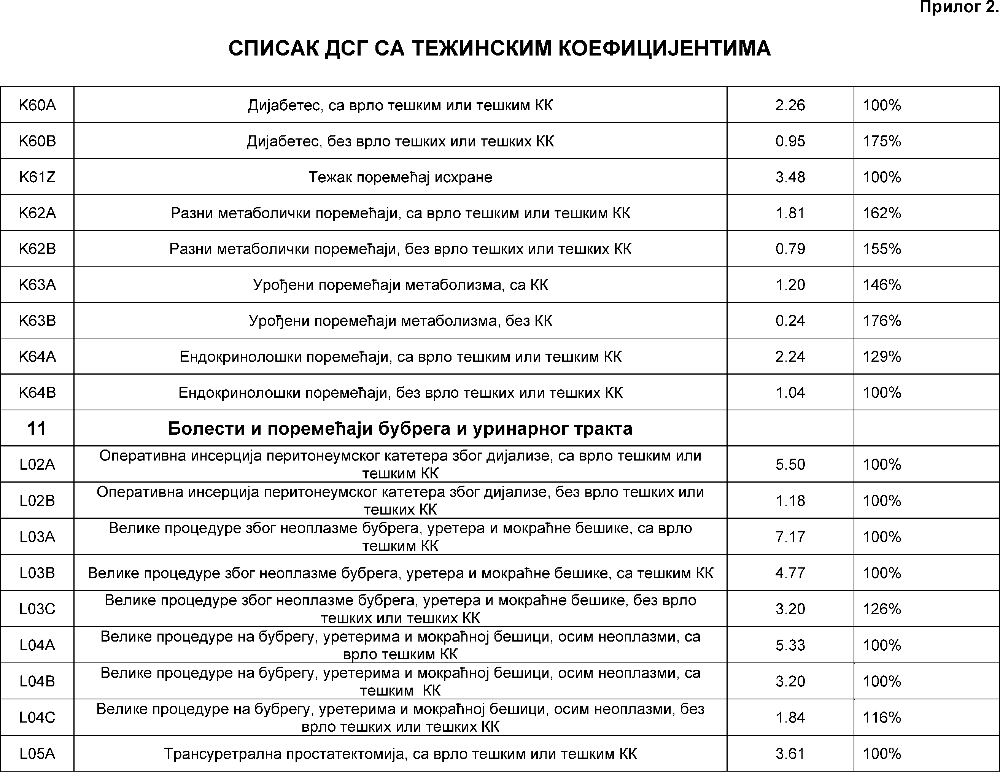 Прилог 2.
СПИСАК ДСГ СА ТЕЖИНСКИМ КОЕФИЦИЈЕНТИМА
K60A Дијабетес, са врло тешким или тешким КК 2.26 100%
K60B Дијабетес, без врло тешких или тешких КК 0.95 175%
K61Z Тежак поремећај исхране 3.48 100%
K62A Разни метаболички поремећаји, са врло тешким или тешким КК 1.81 162%
K62B Разни метаболички поремећаји, без врло тешких или тешких КК 0.79 155%
K63A Урођени поремећаји метаболизма, са КК 1.20 146%
K63B Урођени поремећаји метаболизма, без КК 0.24 176%
K64A Ендокринолошки поремећаји, са врло тешким или тешким КК 2.24 129%
K64B Ендокринолошки поремећаји, без врло тешких или тешких КК 1.04 100%
11 Болести и поремећаји бубрега и уринарног тракта
L02A Оперативна инсерција перитонеумског катетера због дијализе, са врло тешким или
тешким КК 5.50 100%
L02B Оперативна инсерција перитонеумског катетера због дијализе, без врло тешких или
тешких КК 1.18 100%
L03A Велике процедуре због неоплазме бубрега, уретера и мокраћне бешике, са врло
тешким КК 7.17 100%
L03B Велике процедуре због неоплазме бубрега, уретера и мокраћне бешике, са тешким КК 4.77 100%
L03C Велике процедуре због неоплазме бубрега, уретера и мокраћне бешике, без врло
тешких или тешких КК 3.20 126%
L04A Велике процедуре на бубрегу, уретерима и мокраћној бешици, осим неоплазми, са
врло тешким КК 5.33 100%
L04B Велике процедуре на бубрегу, уретерима и мокраћној бешици, осим неоплазми, са
тешким КК 3.20 100%
L04C Велике процедуре на бубрегу, уретерима и мокраћној бешици, осим неоплазми, без
врло тешких или тешких КК 1.84 116%
L05A Трансуретрална простатектомија, са врло тешким или тешким КК 3.61 100%